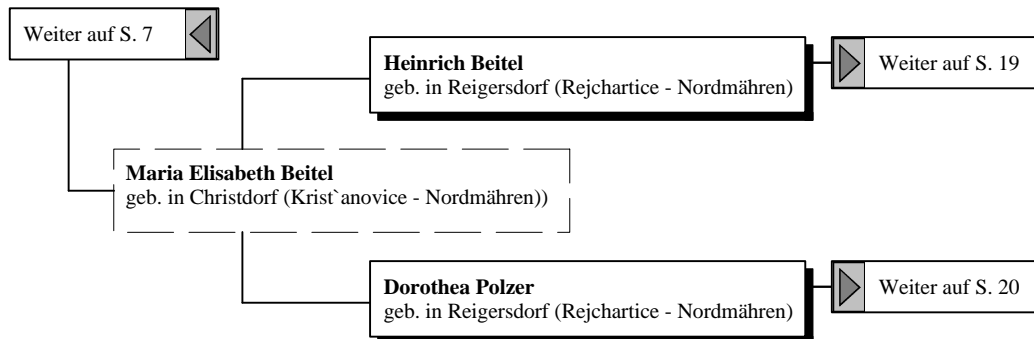 Weiter auf S. 7
Heinrich Beitel
geb. in Reigersdorf (Rejchartice - Nordmähren)
Weiter auf S. 19
Maria Elisabeth Beitel
geb. in Christdorf (Krist`anovice - Nordmähren))
Dorothea Polzer
geb. in Reigersdorf (Rejchartice - Nordmähren)
Weiter auf S. 20